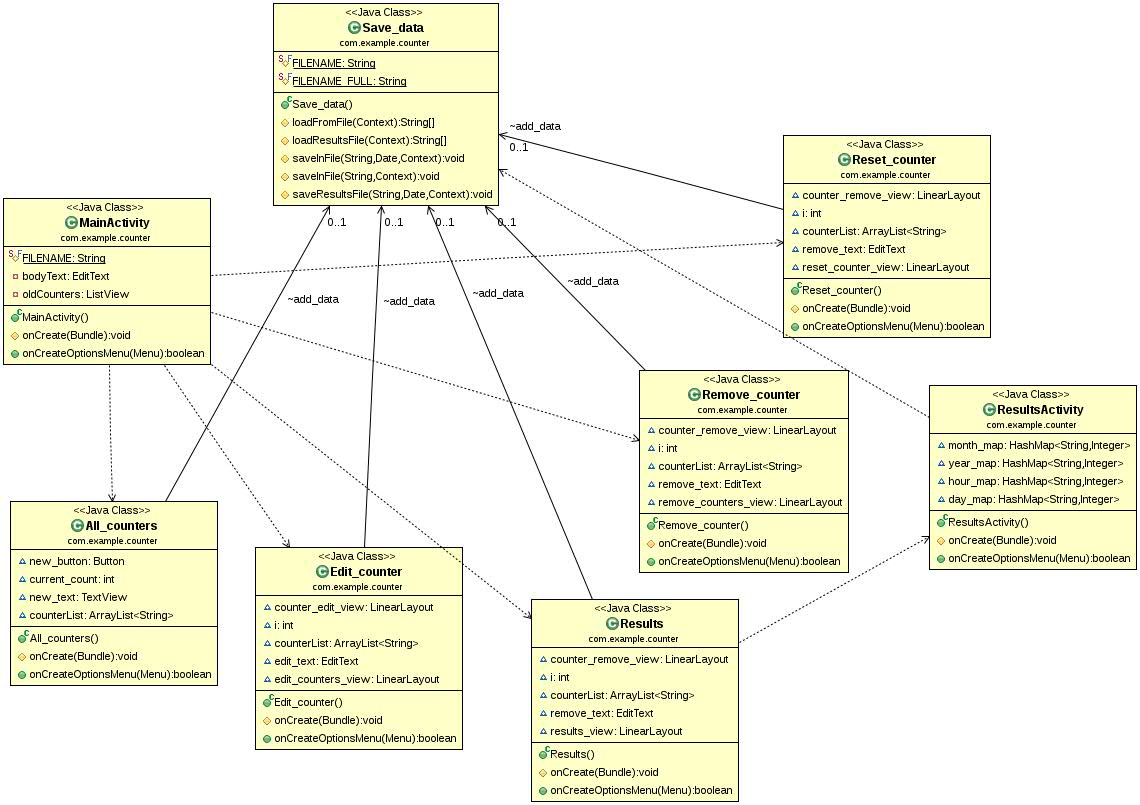 <<Java Class>>
Save_data
com.example.counter
FILENAME: String
FILENAME_FULL: String
Save_data()
loadFromFile(Context):String[]
loadResultsFile(Context):String[]
saveInFile(String,Date,Context):void
saveInFile(String,Context):void
saveResultsFile(String,Date,Context):void
~add_data
0..1
<<Java Class>>
Reset_counter
com.example.counter
counter_remove_view: LinearLayout
i: int
counterList: ArrayList<String>
remove_text: EditText
reset_counter_view: LinearLayout
Reset_counter()
onCreate(Bundle):void
onCreateOptionsMenu(Menu):boolean
<<Java Class>>
MainActivity
com.example.counter
FILENAME: String
bodyText: EditText
oldCounters: ListView
MainActivity()
onCreate(Bundle):void
onCreateOptionsMenu(Menu):boolean
0..1
0..1
0..1
0..1
~add_data
~add_data
~add_data
~add_data
<<Java Class>>
Remove_counter
com.example.counter
counter_remove_view: LinearLayout
i: int
counterList: ArrayList<String>
remove_text: EditText
remove_counters_view: LinearLayout
Remove_counter()
onCreate(Bundle):void
onCreateOptionsMenu(Menu):boolean
<<Java Class>>
ResultsActivity
com.example.counter
month_map: HashMap<String,Integer>
year_map: HashMap<String,Integer>
hour_map: HashMap<String,Integer>
day_map: HashMap<String,Integer>
ResultsActivity()
onCreate(Bundle):void
onCreateOptionsMenu(Menu):boolean
<<Java Class>>
All_counters
com.example.counter
new_button: Button
current_count: int
new_text: TextView
counterList: ArrayList<String>
All_counters()
onCreate(Bundle):void
onCreateOptionsMenu(Menu):boolean
<<Java Class>>
Edit_counter
com.example.counter
counter_edit_view: LinearLayout
i: int
counterList: ArrayList<String>
edit_text: EditText
edit_counters_view: LinearLayout
Edit_counter()
onCreate(Bundle):void
onCreateOptionsMenu(Menu):boolean
<<Java Class>>
Results
com.example.counter
counter_remove_view: LinearLayout
i: int
counterList: ArrayList<String>
remove_text: EditText
results_view: LinearLayout
Results()
onCreate(Bundle):void
onCreateOptionsMenu(Menu):boolean